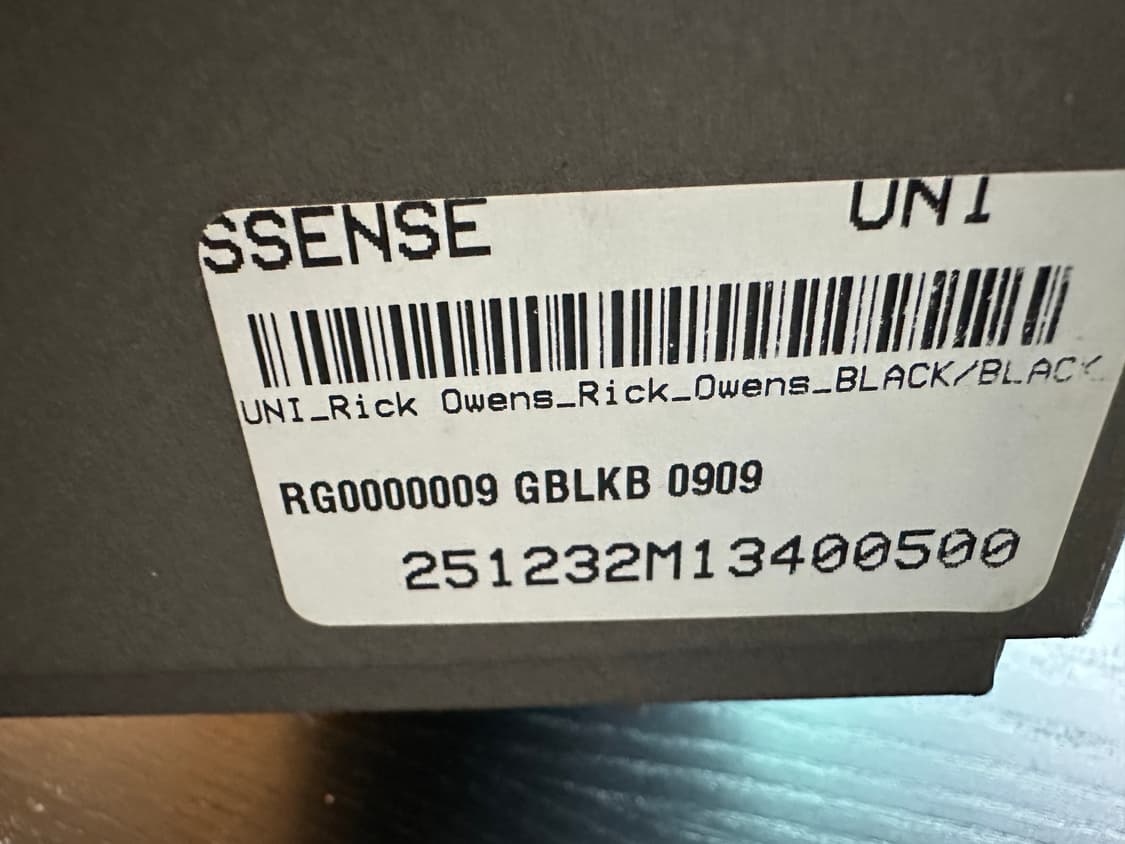 SSENSE UNI
UNI_Rick Owens_Rick_Owens_BLACK/BLACK
RG0000009 GBLKB 0909
251232M13400500